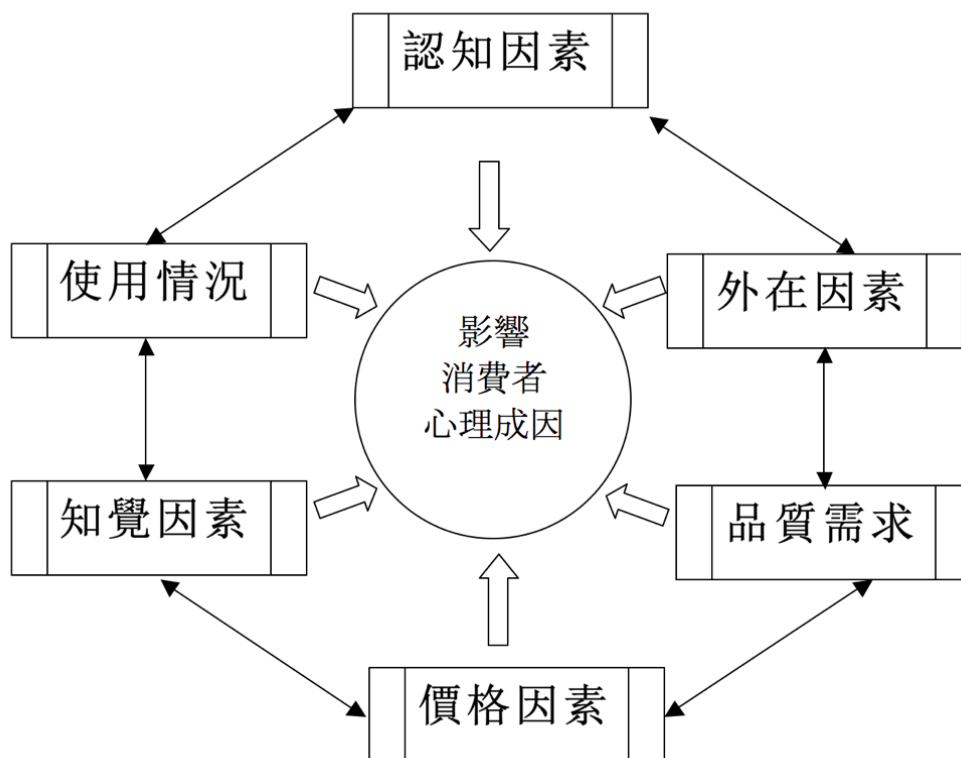 認知因素
使用情況
外在因素
影響
消費者
心理成因
知覺因素
品質需求
價格因素